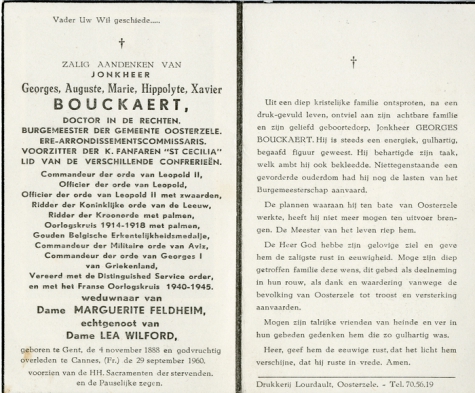 Vader Uw Wil geschiede.....
†
ZALIG AANDENKEN VAN
JONKHEER
Georges, Auguste, Marie, Hippolyte, Xavier
BOUCKAERT,
DOCTOR IN DE RECHTEN.
BURGEMEESTER DER GEMEENTE OOSTERZELE.
ERE-ARRONDISSEMENTSCOMMISSARIS.
VOORZITTER DER K. FANFAREN "ST CECILIA"
LID VAN DE VERSCHILLENDE CONFRERIEËN.
Commandeur der orde van Leopold II,
Officier der orde van Leopold,
Officier der orde van Leopold II met zwaarden,
Ridder der Koninklijke orde van de Leeuw,
Ridder der Kroonorde met palmen,
Oorlogskruis 1914-1918 met palmen,
Gouden Belgische Erkentelijkheidsmedalje,
Commandeur der Militaire orde van Avix,
Commandeur der orde van Georges I
van Griekenland,
Vereerd met de Distinguished Service order,
en met het Franse Oorlogskruis 1940-1945.
weduwnaar van
Dame MARGUERITE FELDHEIM,
echtgenoot van
Dame LEA WILFORD,
geboren te Gent, de 4 november 1888 en godvruchtig
overleden te Cannes, (Fr.) de 29 september 1960,
voorzien van de HH. Sacramenten der stervenden.
en de Pauselijke zegen.
†
Uit een diep kristelijke familie ontsproten, na een
druk-gevuld leven, ontviel aan zijn achtbare familie
en zijn geliefd geboortedorp, Jonkheer GEORGES
BOUCKAERT. Hij is steeds een energiek, gulhartig,
begaafd figuur geweest. Hij behartigde zijn taak,
welk ambt hij ook bekleedde. Niettegenstaande een
gevorderde ouderdom had hij nog de lasten van het
Burgemeesterschap aanvaard.
De plannen waaraan hij ten bate van Oosterzele
werkte, heeft hij niet meer mogen ten uitvoer bren-
gen. De Meester van het leven riep hem.
De Heer God hebbe zijn gelovige ziel en geve
hem de zaligste rust in eeuwigheid. Moge zijn diep
getroffen familie deze wens, dit gebed als deelneming
in hun rouw, als dank en waardering vanwege de
bevolking van Oosterzele tot troost en versterking
aanvaarden.
Mogen zijn talrijke vrienden van heinde en ver in
hun gebeden gedenken hem die zo gulhartig was.
Heer, geef hem de eeuwige rust, dat het licht hem
verschijne, dat hij ruste in vrede. Amen.
Drukkerij Lourdault, Oosterzele. - Tel. 70.56.19